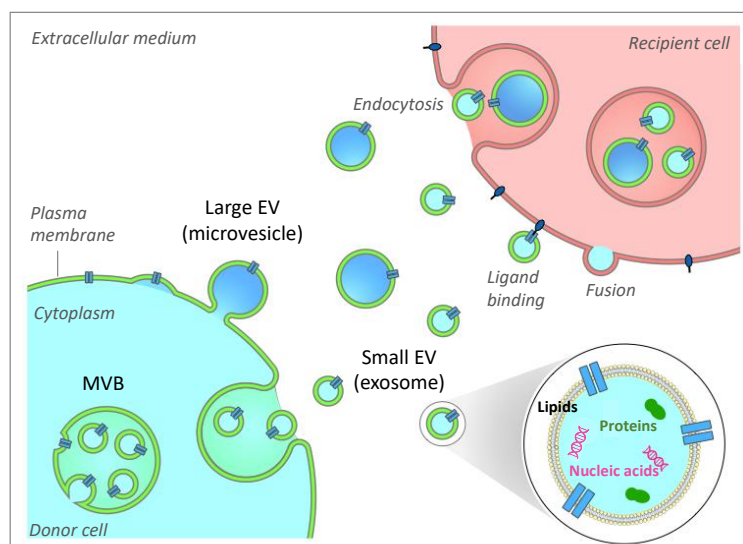 Extracellular medium
Recipient cell
Endocytosis
Large EV
(microvesicle)
Plasma
membrane
Ligand
binding
Fusion
Cytoplasm
MVB
Small EV
(exosome)
Lipids
Proteins
Nucleic acids
Donor cell